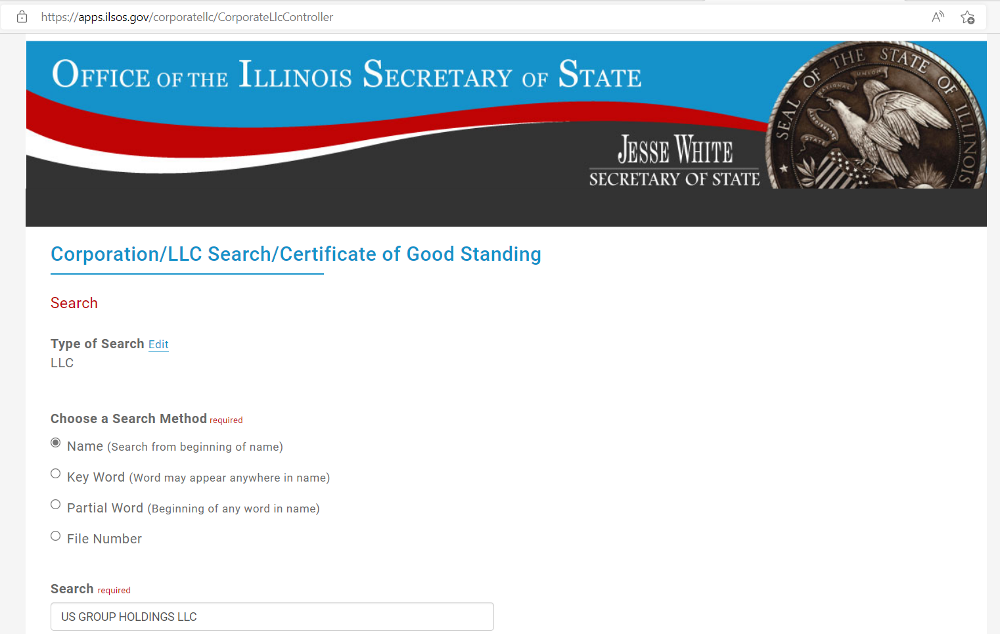 https://apps.ilsos.gov/corporatellc/CorporateLlcController
OFFICE OF THE ILLINOIS SECRETARY OF STATE
SEAL OF THE STATE OF ILLINOIS
NATIONAL UNION
STATE
JESSE WHITE
SECRETARY OF STATE
Corporation/LLC Search/Certificate of Good Standing
Search
Type of Search Edit
LLC
Choose a Search Method required
Name (Search from beginning of name)
Key Word (Word may appear anywhere in name)
Partial Word (Beginning of any word in name)
File Number
Search required
US GROUP HOLDINGS LLC